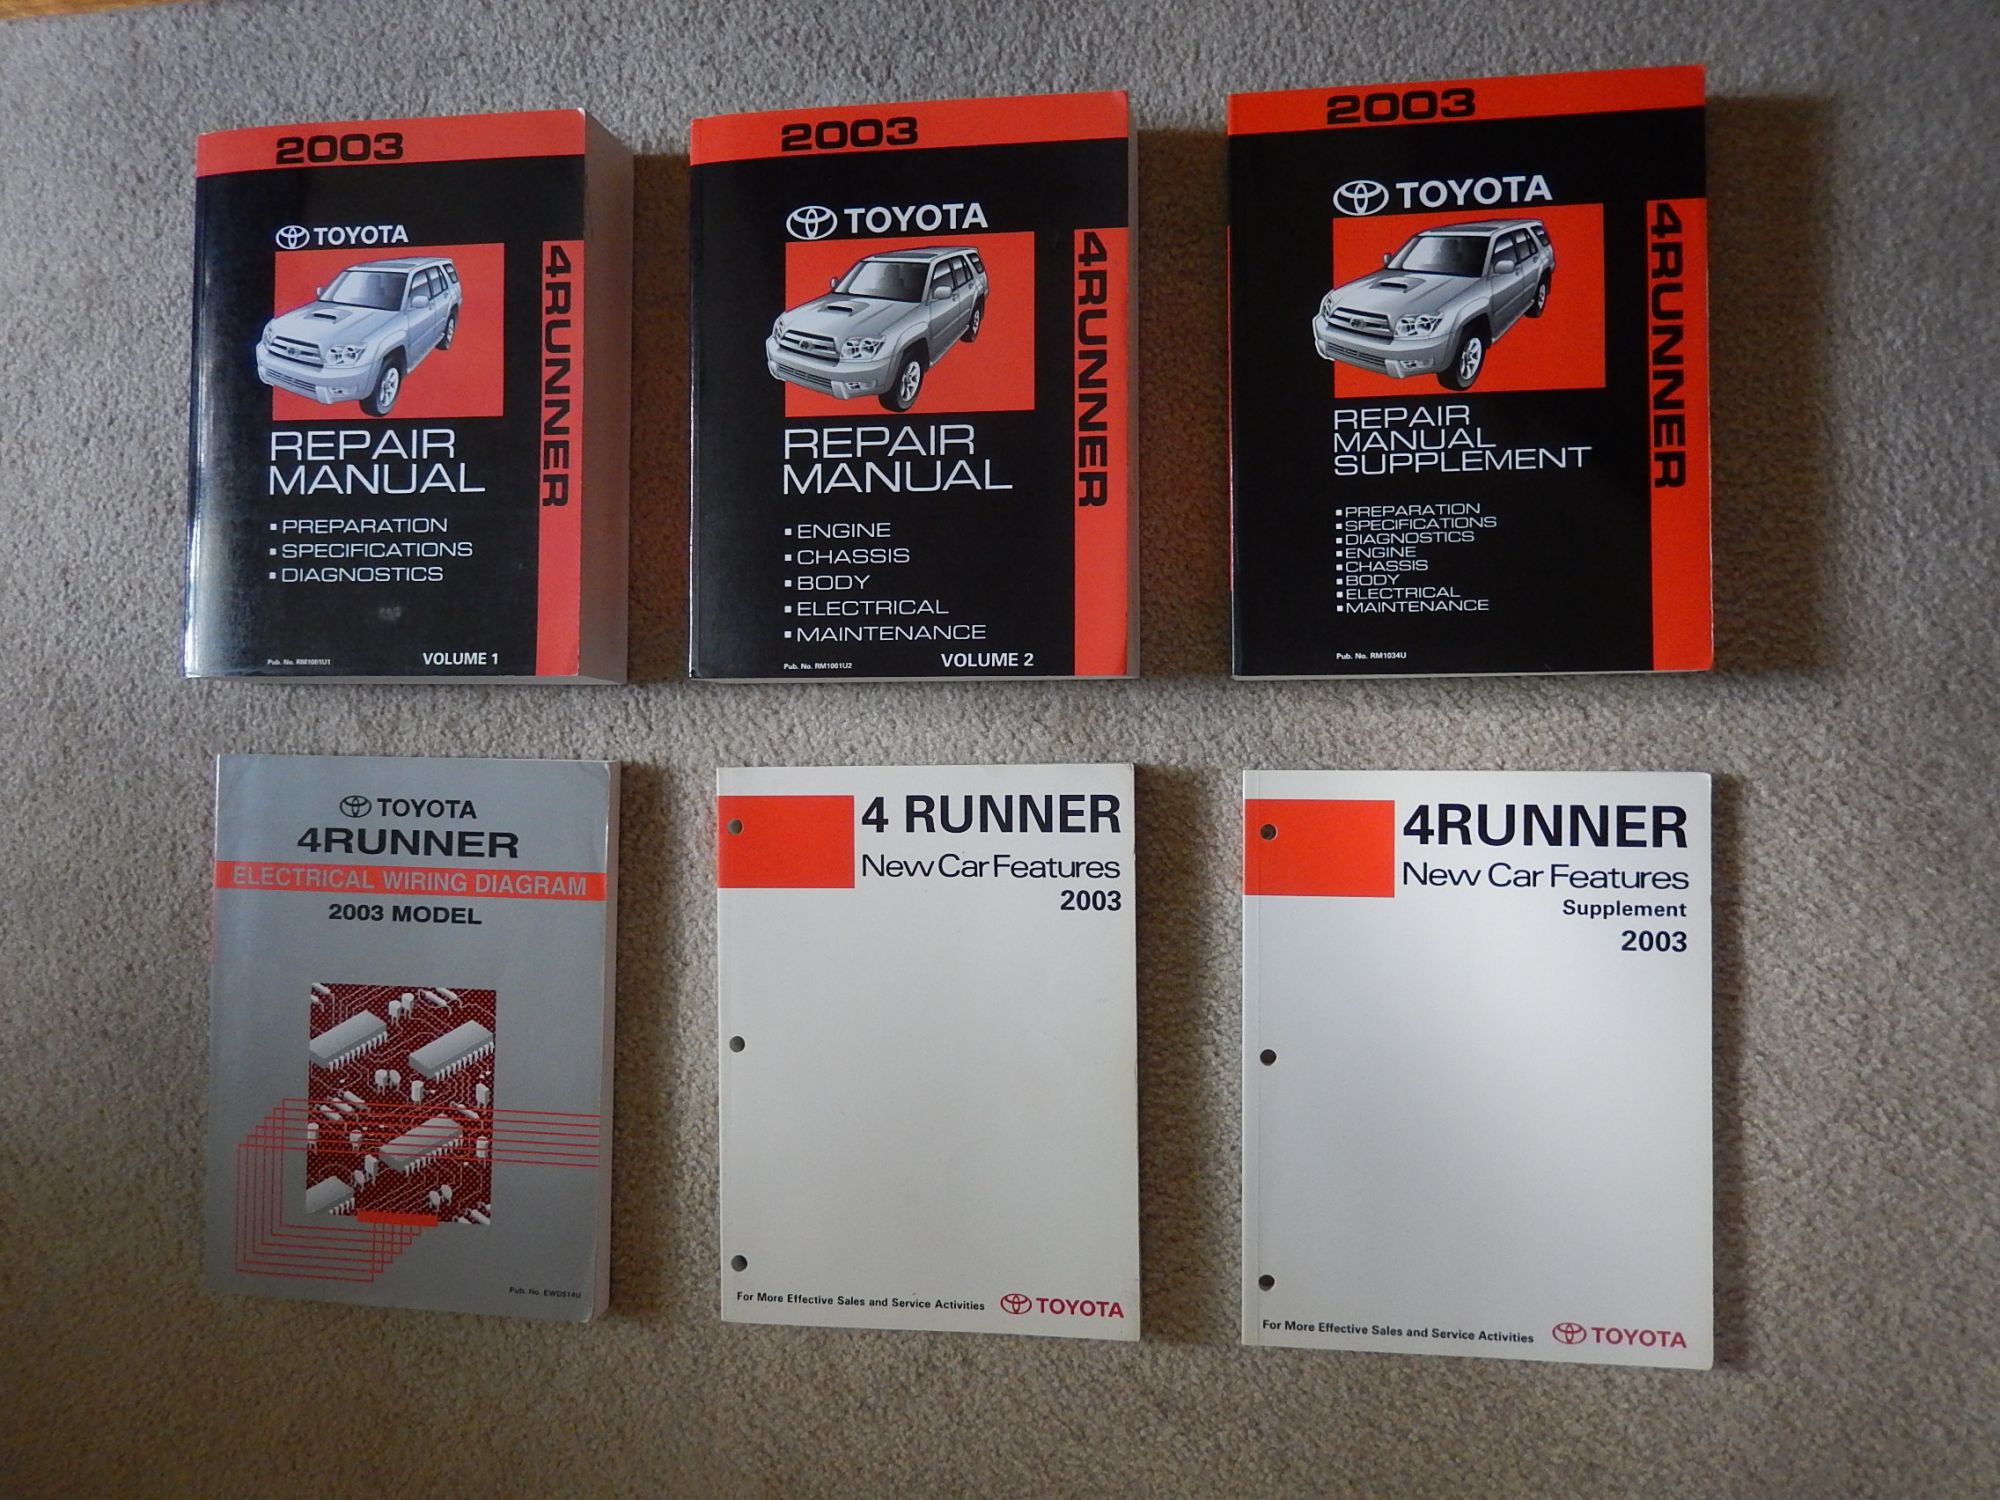 2003
TOYOTA
4RUNNER
REPAIR
MANUAL
▪ PREPARATION
▪ SPECIFICATIONS
▪ DIAGNOSTICS
Pub. No. RM1001U1
VOLUME 1
2003
TOYOTA
4RUNNER
REPAIR
MANUAL
▪ ENGINE
▪ CHASSIS
▪ BODY
▪ ELECTRICAL
▪ MAINTENANCE
Pub. No. RM1001U2
VOLUME 2
2003
TOYOTA
4RUNNER
REPAIR
MANUAL
SUPPLEMENT
▪ PREPARATION
▪ SPECIFICATIONS
▪ DIAGNOSTICS
▪ ENGINE
▪ CHASSIS
▪ BODY
▪ ELECTRICAL
▪ MAINTENANCE
Pub. No. RM1034U
TOYOTA
4RUNNER
ELECTRICAL WIRING DIAGRAM
2003 MODEL
Pub. No. EWD514U
4 RUNNER
New Car Features
2003
For More Effective Sales and Service Activities
TOYOTA
4RUNNER
New Car Features
Supplement
2003
For More Effective Sales and Service Activities
TOYOTA